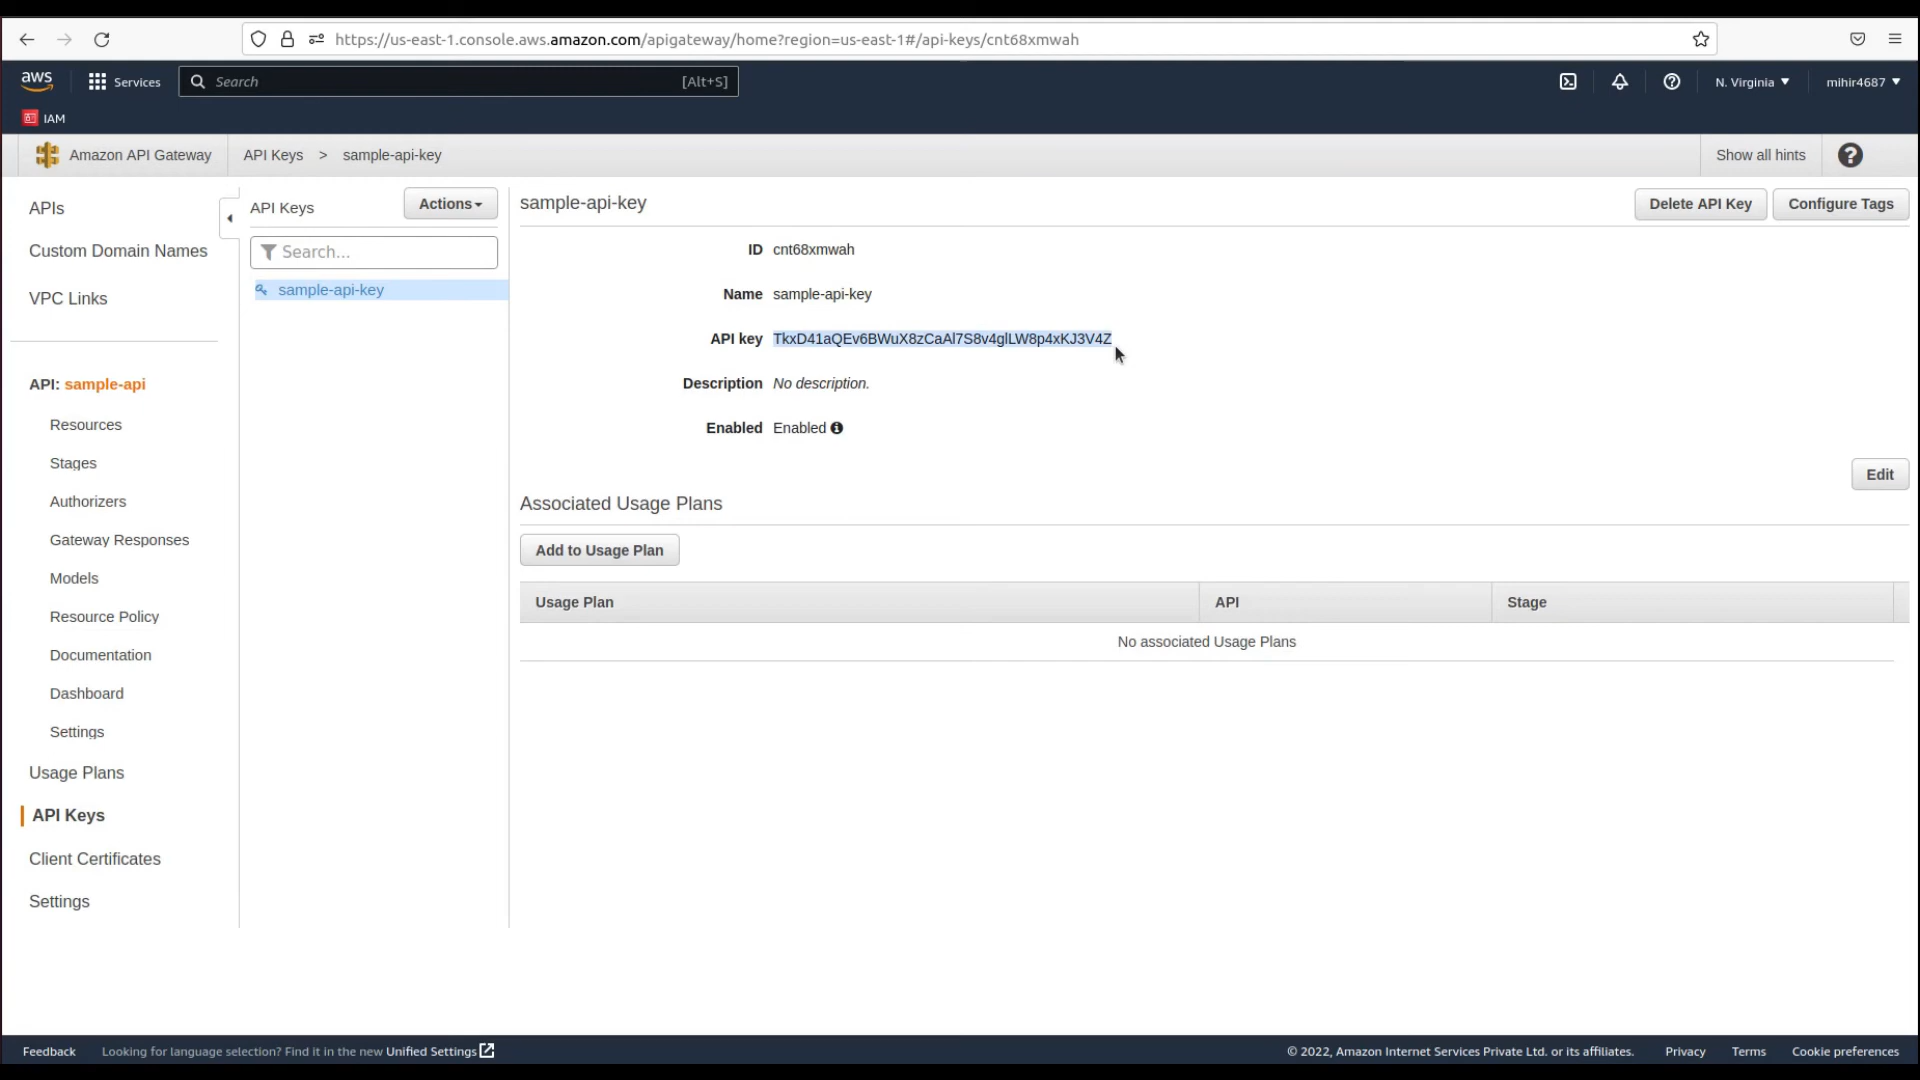 https://us-east-1.console.aws.amazon.com/apigateway/home?region=us-east-1#/api-keys/cnt68xmwah
aws
Services
Search
[Alt+S]
N. Virginia
mihir4687
IAM
Amazon API Gateway
API Keys > sample-api-key
Show all hints
APIs
Custom Domain Names
VPC Links
API: sample-api
Resources
Stages
Authorizers
Gateway Responses
Models
Resource Policy
Documentation
Dashboard
Settings
Usage Plans
API Keys
Client Certificates
Settings
API Keys
Actions
Search...
sample-api-key
sample-api-key
Delete API Key
Configure Tags
ID cnt68xmwah
Name sample-api-key
API key TkxD41aQEv6BWuX8zCaAl7S8v4glLW8p4xKJ3V4Z
Description No description.
Enabled Enabled
Edit
Associated Usage Plans
Add to Usage Plan
Usage Plan API Stage
No associated Usage Plans
Feedback
Looking for language selection? Find it in the new Unified Settings
© 2022, Amazon Internet Services Private Ltd. or its affiliates.
Privacy
Terms
Cookie preferences